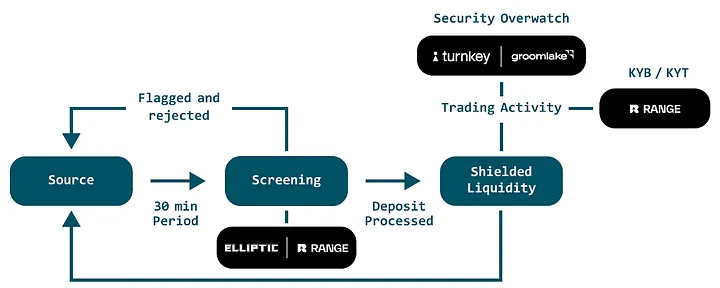 Security Overwatch
turnkey | groomlake
KYB / KYT
RANGE
Trading Activity
Flagged and
rejected
Source
30 min
Period
Screening
ELLIPTIC | RANGE
Deposit
Processed
Shielded
Liquidity